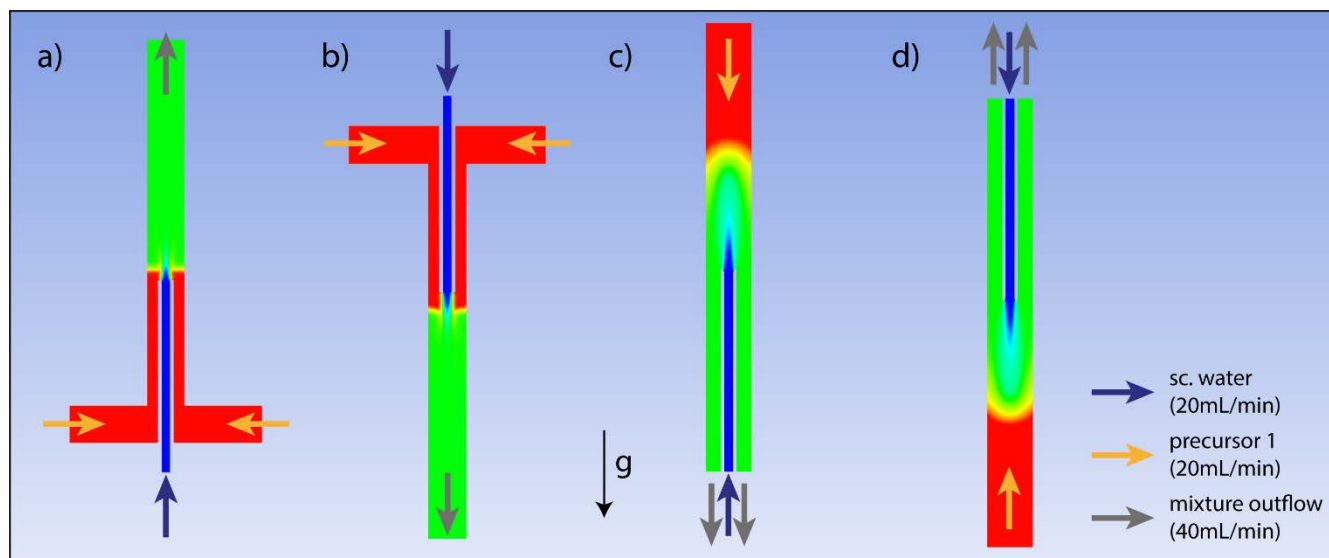 a)
b)
c)
d)
g
sc. water
(20mL/min)
precursor 1
(20mL/min)
mixture outflow
(40mL/min)